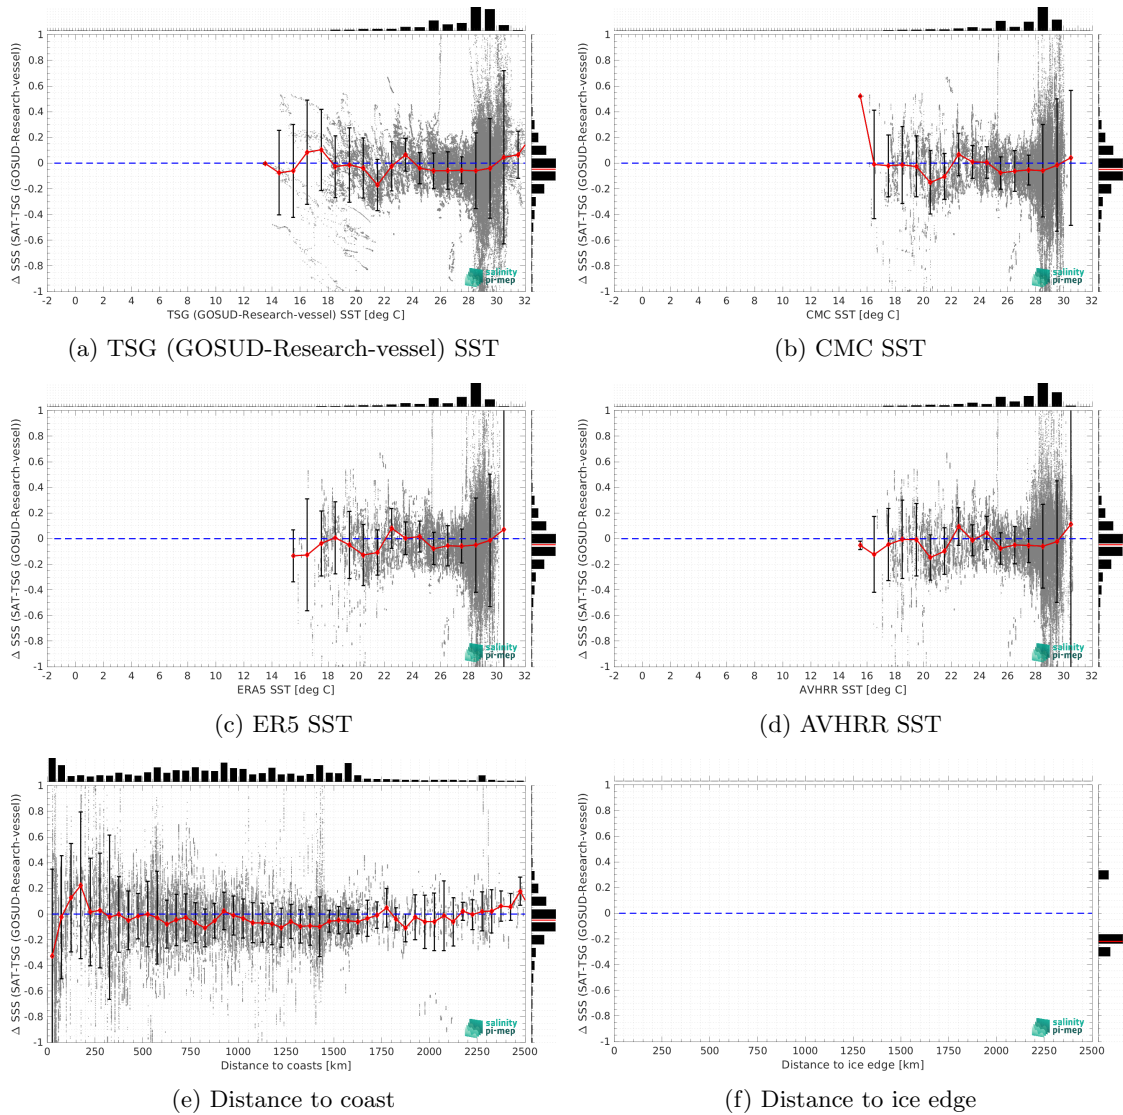 1
0.8
0.6
0.4
0.2
0
-0.2
-0.4
-0.6
-0.8
-1
Δ SSS (SAT-TSG (GOSUD-Research-vessel))
salinity
pi-mep
-2 0 2 4 6 8 10 12 14 16 18 20 22 24 26 28 30 32
TSG (GOSUD-Research-vessel) SST [deg C]
(a) TSG (GOSUD-Research-vessel) SST
1
0.8
0.6
0.4
0.2
0
-0.2
-0.4
-0.6
-0.8
-1
Δ SSS (SAT-TSG (GOSUD-Research-vessel))
salinity
pi-mep
-2 0 2 4 6 8 10 12 14 16 18 20 22 24 26 28 30 32
CMC SST [deg C]
(b) CMC SST
1
0.8
0.6
0.4
0.2
0
-0.2
-0.4
-0.6
-0.8
-1
Δ SSS (SAT-TSG (GOSUD-Research-vessel))
salinity
pi-mep
-2 0 2 4 6 8 10 12 14 16 18 20 22 24 26 28 30 32
ERA5 SST [deg C]
(c) ER5 SST
1
0.8
0.6
0.4
0.2
0
-0.2
-0.4
-0.6
-0.8
-1
Δ SSS (SAT-TSG (GOSUD-Research-vessel))
salinity
pi-mep
-2 0 2 4 6 8 10 12 14 16 18 20 22 24 26 28 30 32
AVHRR SST [deg C]
(d) AVHRR SST
1
0.8
0.6
0.4
0.2
0
-0.2
-0.4
-0.6
-0.8
-1
Δ SSS (SAT-TSG (GOSUD-Research-vessel))
salinity
pi-mep
0 250 500 750 1000 1250 1500 1750 2000 2250 2500
Distance to coasts [km]
(e) Distance to coast
1
0.8
0.6
0.4
0.2
0
-0.2
-0.4
-0.6
-0.8
-1
Δ SSS (SAT-TSG (GOSUD-Research-vessel))
salinity
pi-mep
0 250 500 750 1000 1250 1500 1750 2000 2250 2500
Distance to ice edge [km]
(f) Distance to ice edge